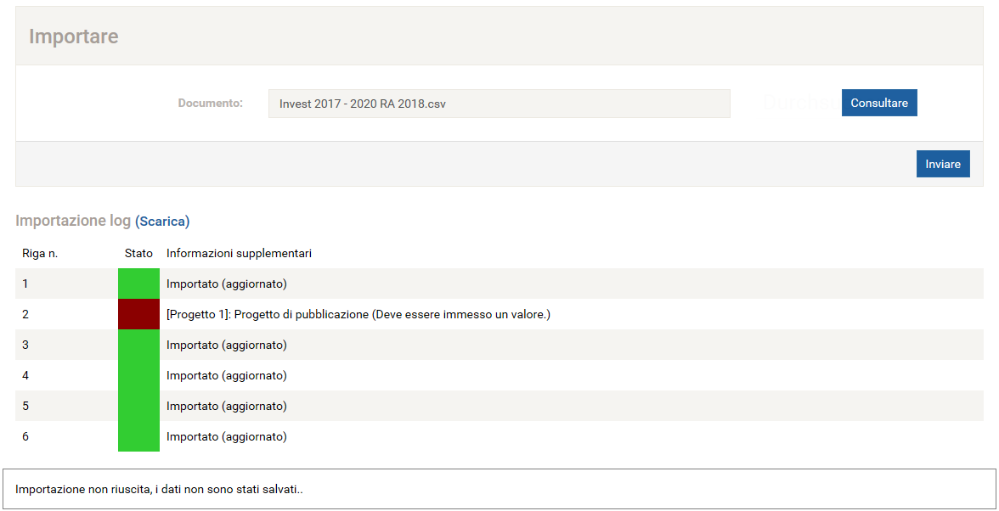 Importare
Documento: Invest 2017 - 2020 RA 2018.csv Consultare
Inviare
Importazione log (Scarica)
Riga n. Stato Informazioni supplementari
1 Importato (aggiornato)
2 [Progetto 1]: Progetto di pubblicazione (Deve essere immesso un valore.)
3 Importato (aggiornato)
4 Importato (aggiornato)
5 Importato (aggiornato)
6 Importato (aggiornato)
Importazione non riuscita, i dati non sono stati salvati..